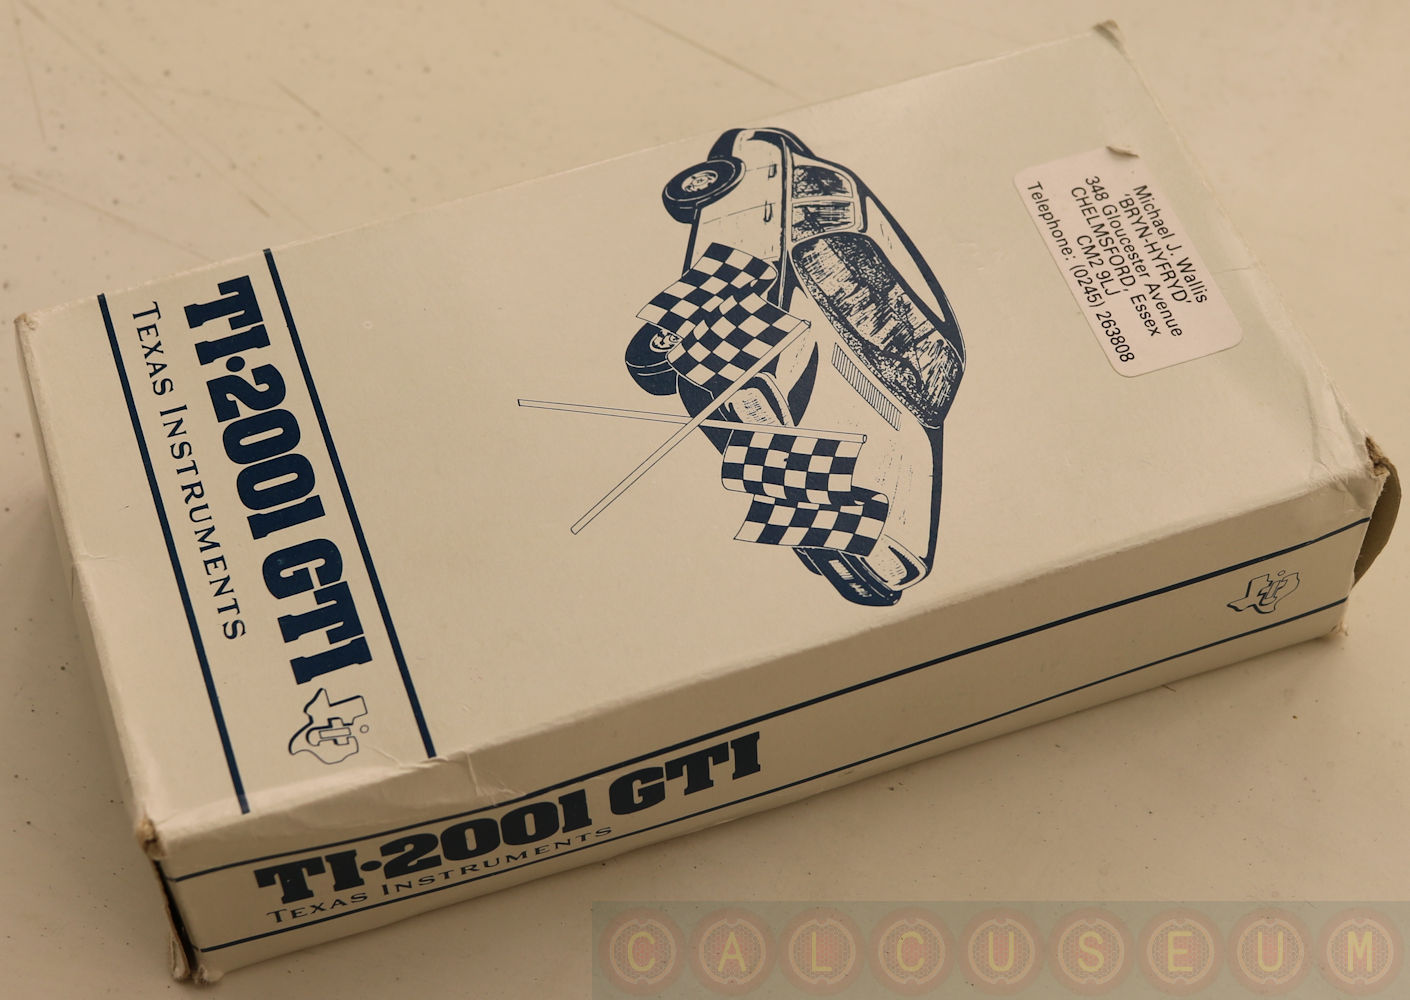 TI·2001 GTI
TEXAS INSTRUMENTS
Michael J. Wallis
'BRYN-HYFRYD'
348 Gloucester Avenue
CHELMSFORD, Essex
CM2 9LJ
Telephone: (0245) 263808
TI·2001 GTI
TEXAS INSTRUMENTS
CALCUSEUM